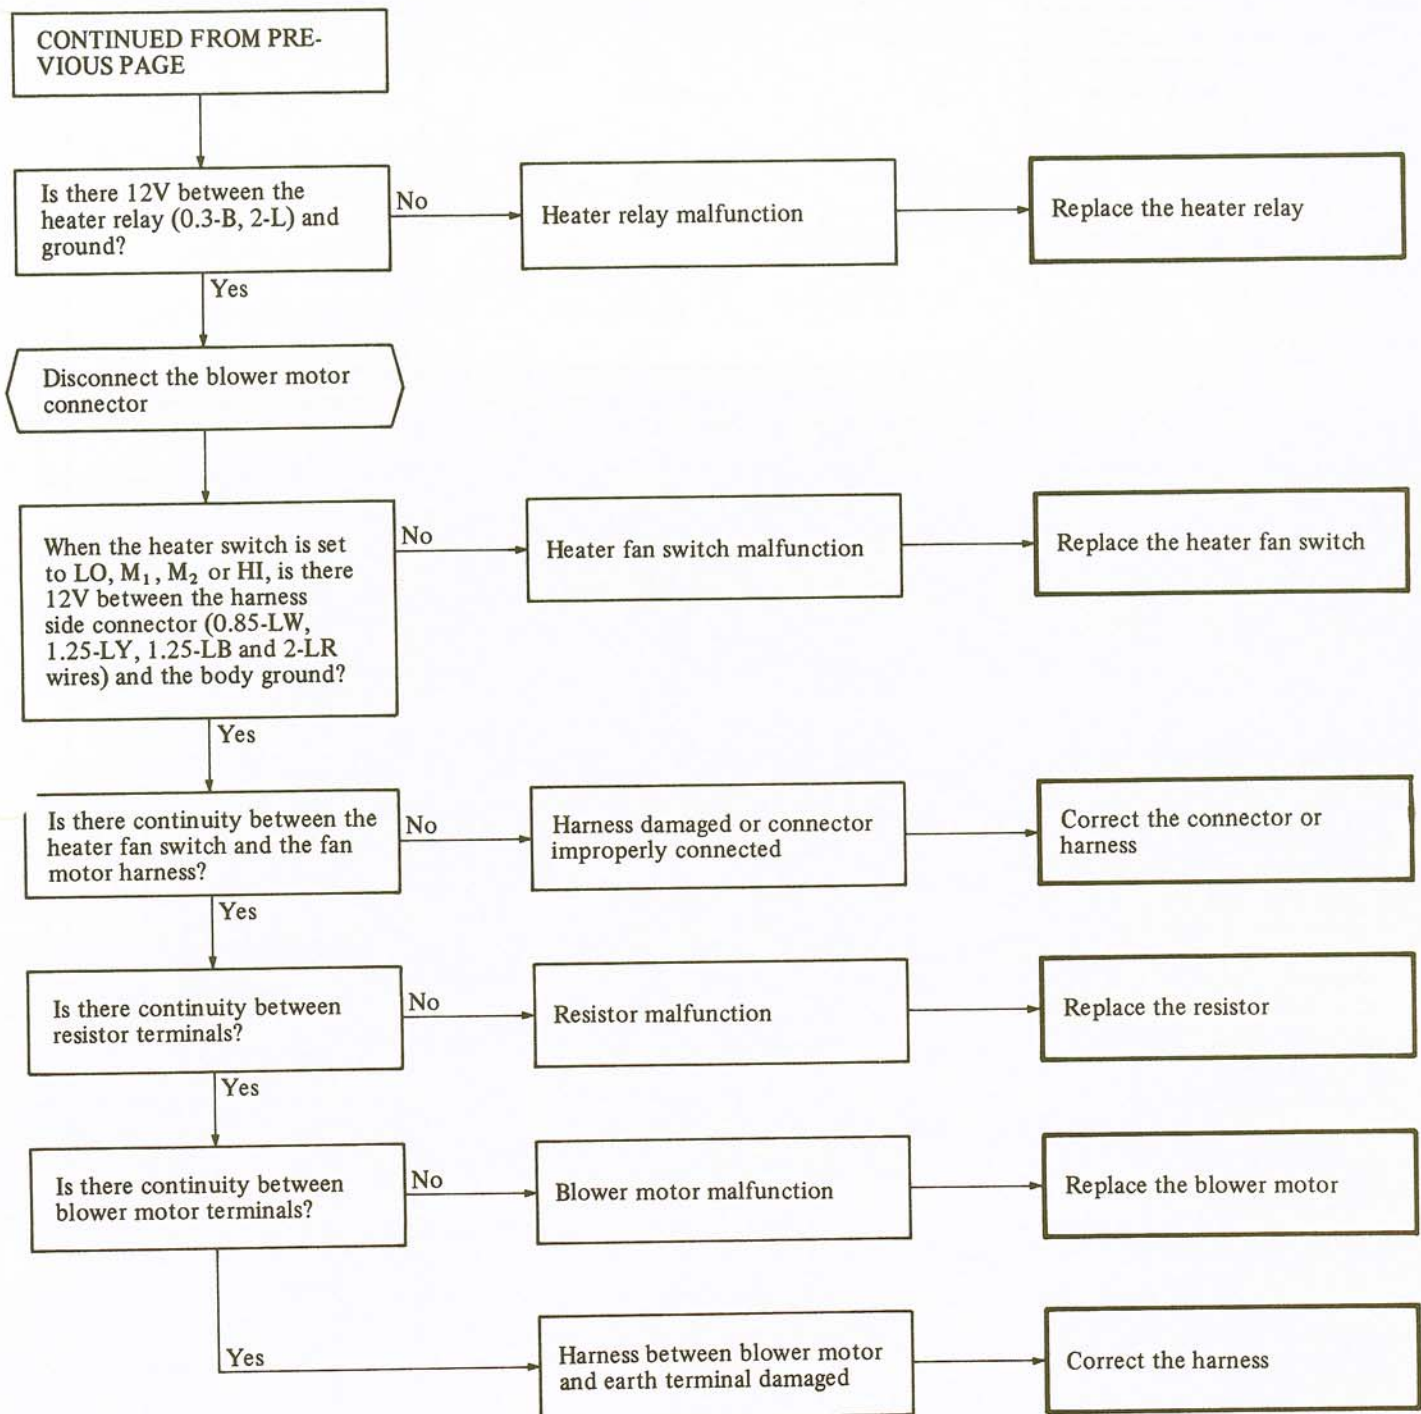 CONTINUED FROM PRE-
VIOUS PAGE
Is there 12V between the
heater relay (0.3-B, 2-L) and
ground?
No
Heater relay malfunction
Replace the heater relay
Yes
Disconnect the blower motor
connector
When the heater switch is set
to LO, M₁, M₂ or HI, is there
12V between the harness
side connector (0.85-LW,
1.25-LY, 1.25-LB and 2-LR
wires) and the body ground?
No
Heater fan switch malfunction
Replace the heater fan switch
Yes
Is there continuity between the
heater fan switch and the fan
motor harness?
No
Harness damaged or connector
improperly connected
Correct the connector or
harness
Yes
Is there continuity between
resistor terminals?
No
Resistor malfunction
Replace the resistor
Yes
Is there continuity between
blower motor terminals?
No
Blower motor malfunction
Replace the blower motor
Yes
Harness between blower motor
and earth terminal damaged
Correct the harness